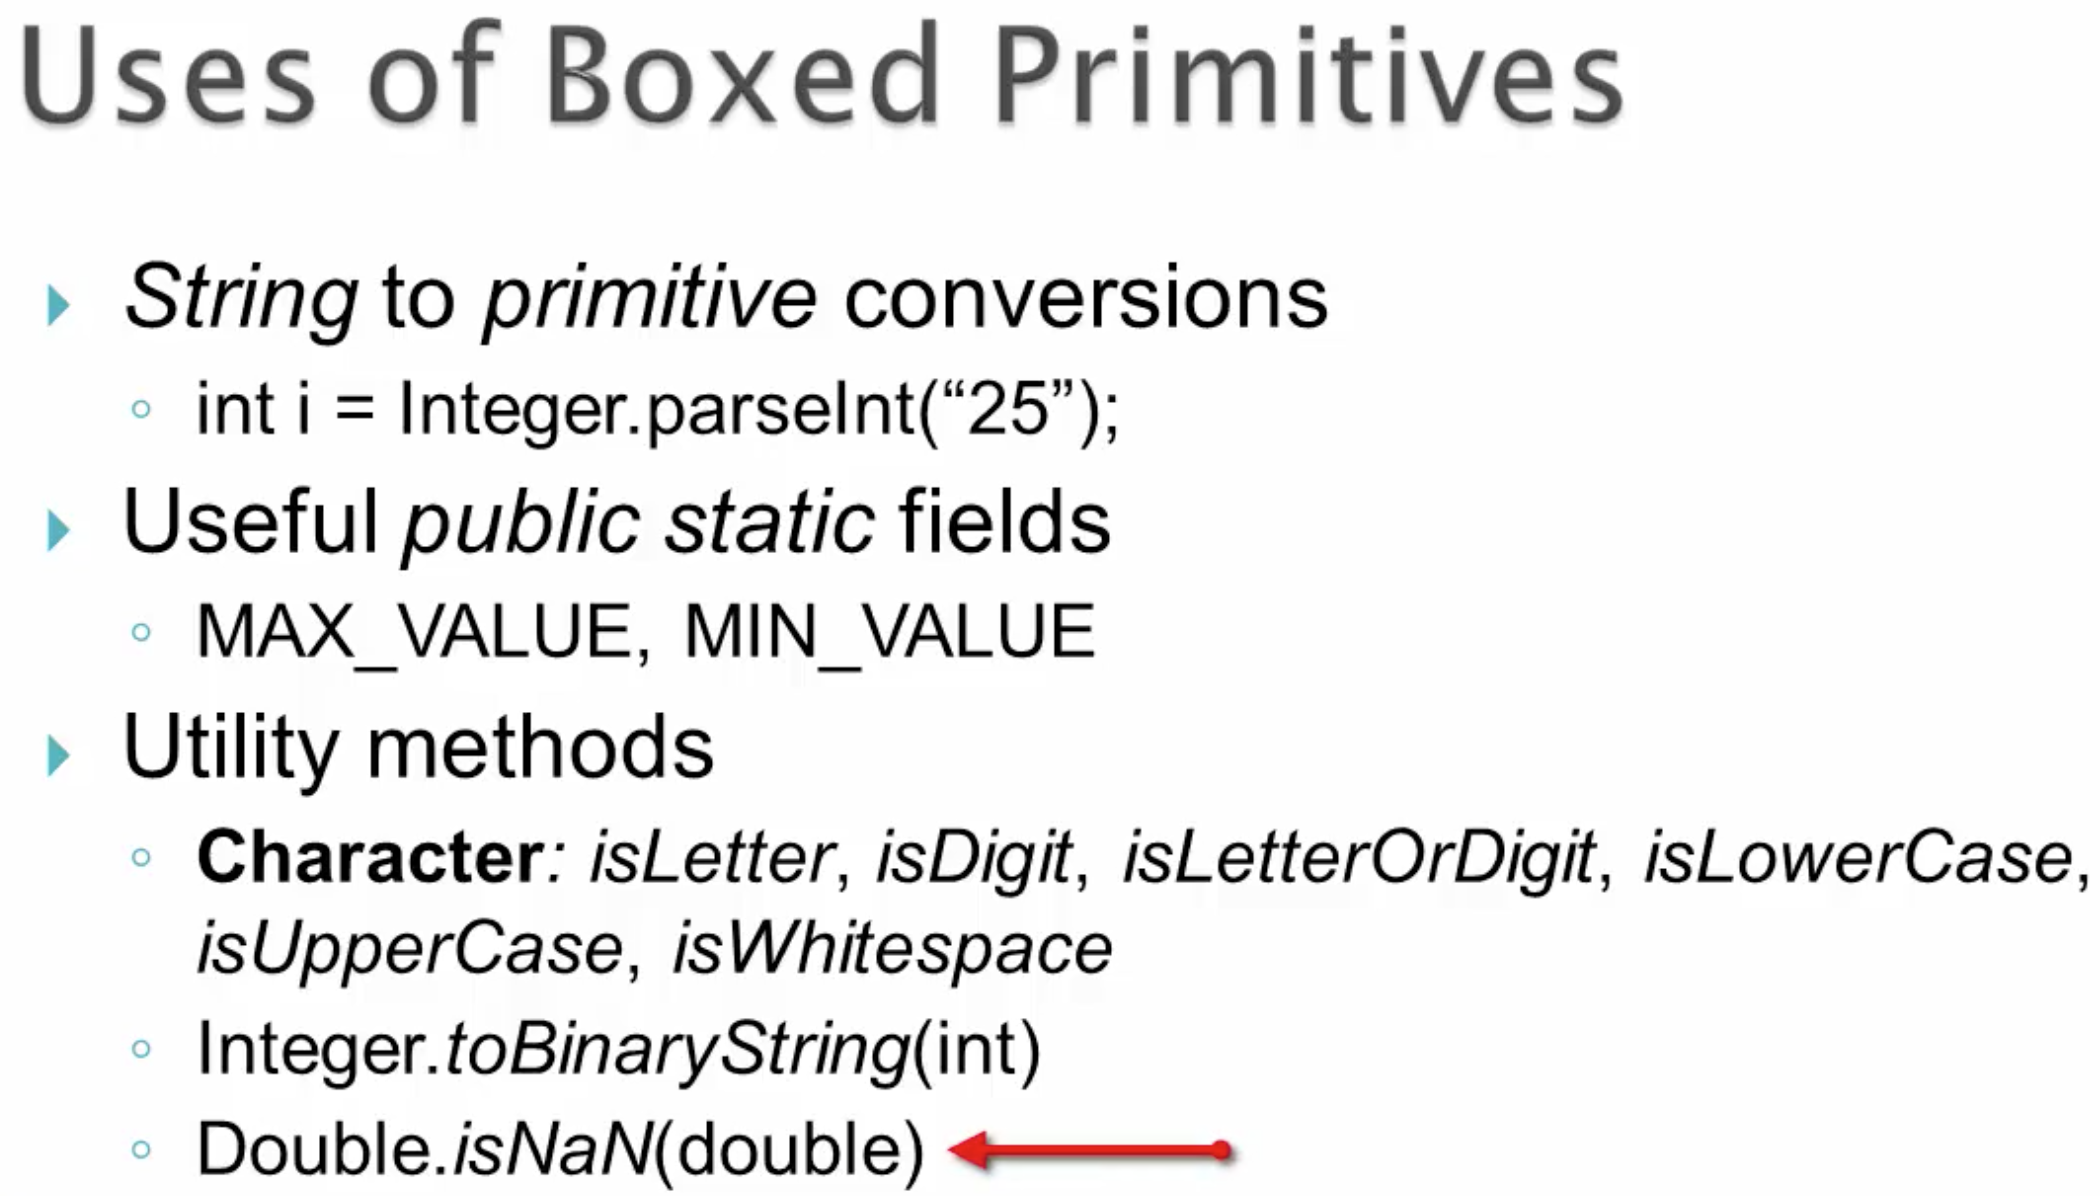 Uses of Boxed Primitives
String to primitive conversions
int i = Integer.parseInt(“25”);
Useful public static fields
MAX_VALUE, MIN_VALUE
Utility methods
Character: isLetter, isDigit, isLetterOrDigit, isLowerCase,
isUpperCase, isWhitespace
Integer.toBinaryString(int)
Double.isNaN(double)